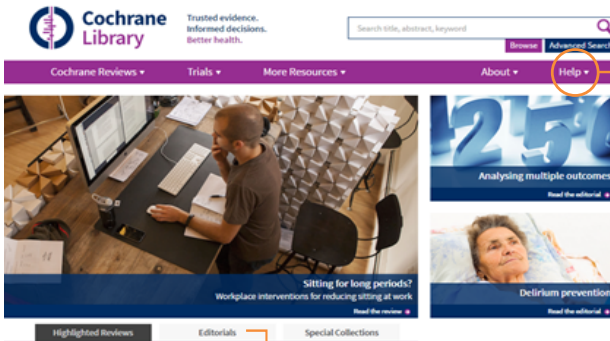 Cochrane
Library
Trusted evidence.
Informed decisions.
Better health.
Search title, abstract, keyword
Browse
Advanced Search
Cochrane Reviews ▾
Trials ▾
More Resources ▾
About ▾
Help ▾
Sitting for long periods?
Workplace interventions for reducing sitting at work
Read the review
256
Analysing multiple outcomes
Read the editorial
Delirium prevention
Read the editorial
Highlighted Reviews
Editorials
Special Collections